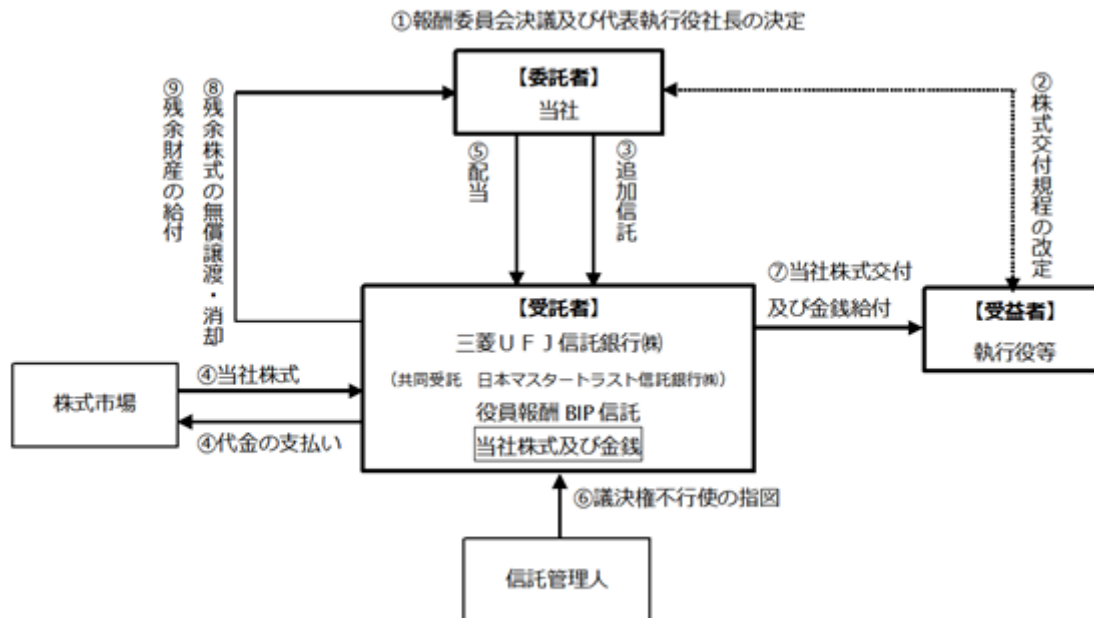 ①報酬委員会決議及び代表執行役社長の決定
【委託者】
当社
⑨残余財産の給付
⑧残余株式の無償譲渡・消却
⑤配当
③追加信託
②株式交付規程の改定
⑦当社株式交付
及び金銭給付
【受託者】
三菱UFJ信託銀行㈱
（共同受託　日本マスタートラスト信託銀行㈱）
役員報酬 BIP 信託
当社株式及び金銭
【受益者】
執行役等
株式市場
④当社株式
④代金の支払い
⑥議決権不行使の指図
信託管理人